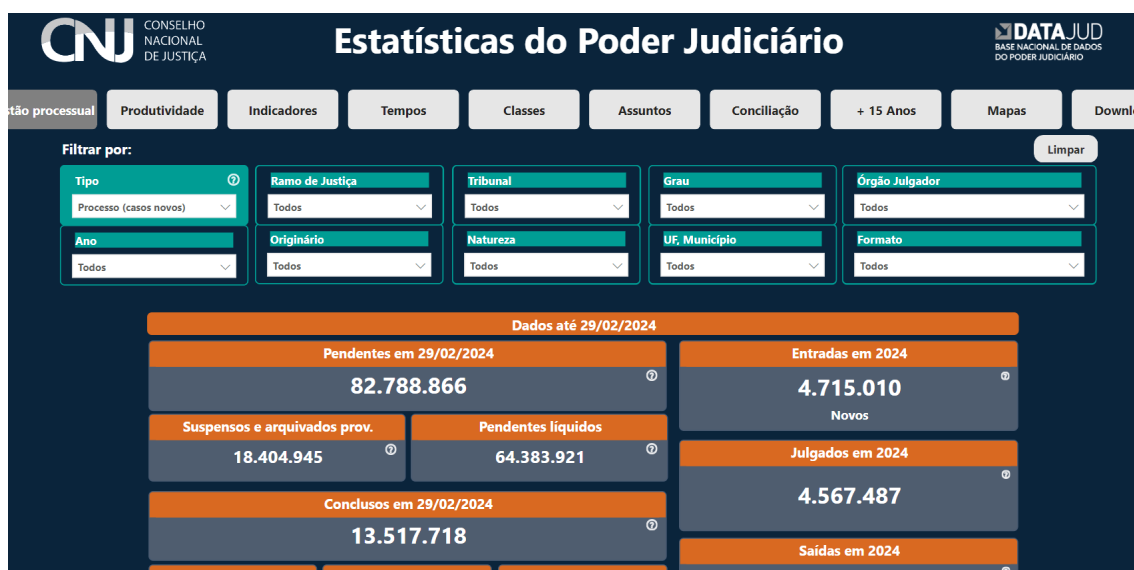 CNJ
CONSELHO
NACIONAL
DE JUSTIÇA
Estatísticas do Poder Judiciário
DATAJUD
BASE NACIONAL DE DADOS
DO PODER JUDICIÁRIO
stão processual
Produtividade
Indicadores
Tempos
Classes
Assuntos
Conciliação
+ 15 Anos
Mapas
Downl
Filtrar por:
Limpar
Tipo
Processo (casos novos)
Ramo de Justiça
Todos
Tribunal
Todos
Grau
Todos
Órgão Julgador
Todos
Ano
Todos
Originário
Todos
Natureza
Todos
UF, Município
Todos
Formato
Todos
Dados até 29/02/2024
Pendentes em 29/02/2024
82.788.866
Entradas em 2024
4.715.010
Novos
Suspensos e arquivados prov.
18.404.945
Pendentes líquidos
64.383.921
Julgados em 2024
4.567.487
Conclusos em 29/02/2024
13.517.718
Saídas em 2024